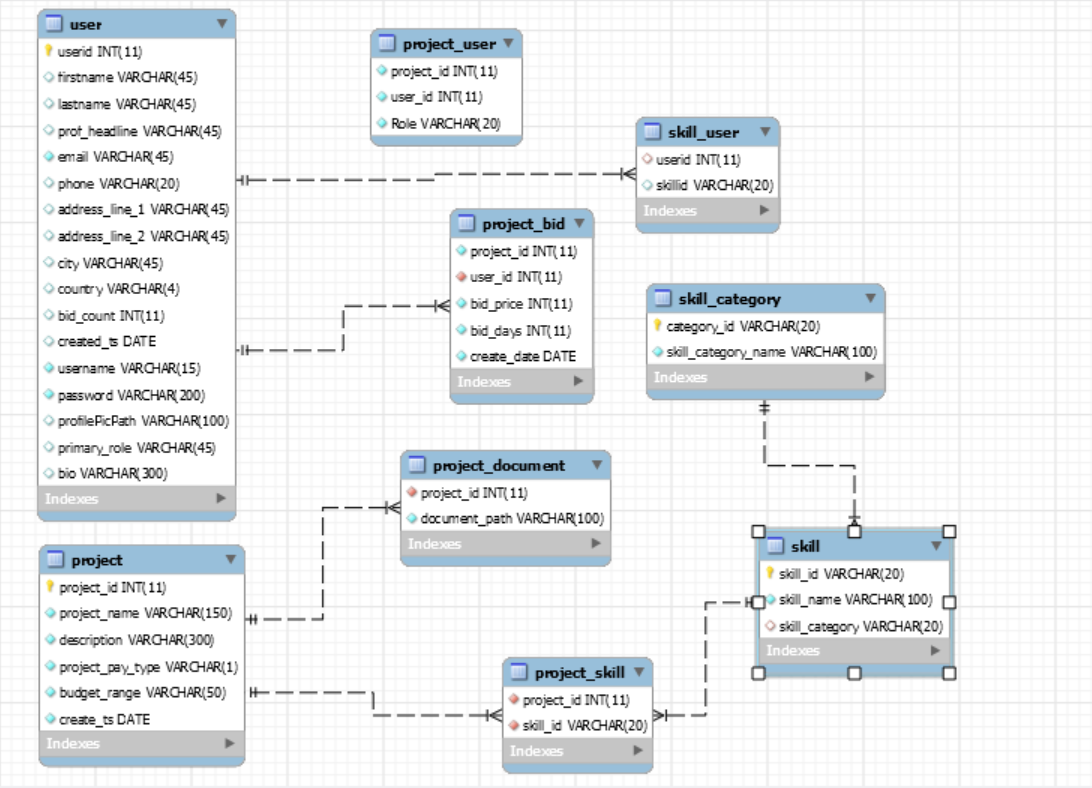 user
userid INT(11)
firstname VARCHAR(45)
lastname VARCHAR(45)
prof_headline VARCHAR(45)
email VARCHAR(45)
phone VARCHAR(20)
address_line_1 VARCHAR(45)
address_line_2 VARCHAR(45)
city VARCHAR(45)
country VARCHAR(4)
bid_count INT(11)
created_ts DATE
username VARCHAR(15)
password VARCHAR(200)
profilePicPath VARCHAR(100)
primary_role VARCHAR(45)
bio VARCHAR(300)
Indexes
project_user
project_id INT(11)
user_id INT(11)
Role VARCHAR(20)
skill_user
userid INT(11)
skillid VARCHAR(20)
Indexes
project_bid
project_id INT(11)
user_id INT(11)
bid_price INT(11)
bid_days INT(11)
create_date DATE
Indexes
skill_category
category_id VARCHAR(20)
skill_category_name VARCHAR(100)
Indexes
project_document
project_id INT(11)
document_path VARCHAR(100)
Indexes
project
project_id INT(11)
project_name VARCHAR(150)
description VARCHAR(300)
project_pay_type VARCHAR(1)
budget_range VARCHAR(50)
create_ts DATE
Indexes
skill
skill_id VARCHAR(20)
skill_name VARCHAR(100)
skill_category VARCHAR(20)
Indexes
project_skill
project_id INT(11)
skill_id VARCHAR(20)
Indexes